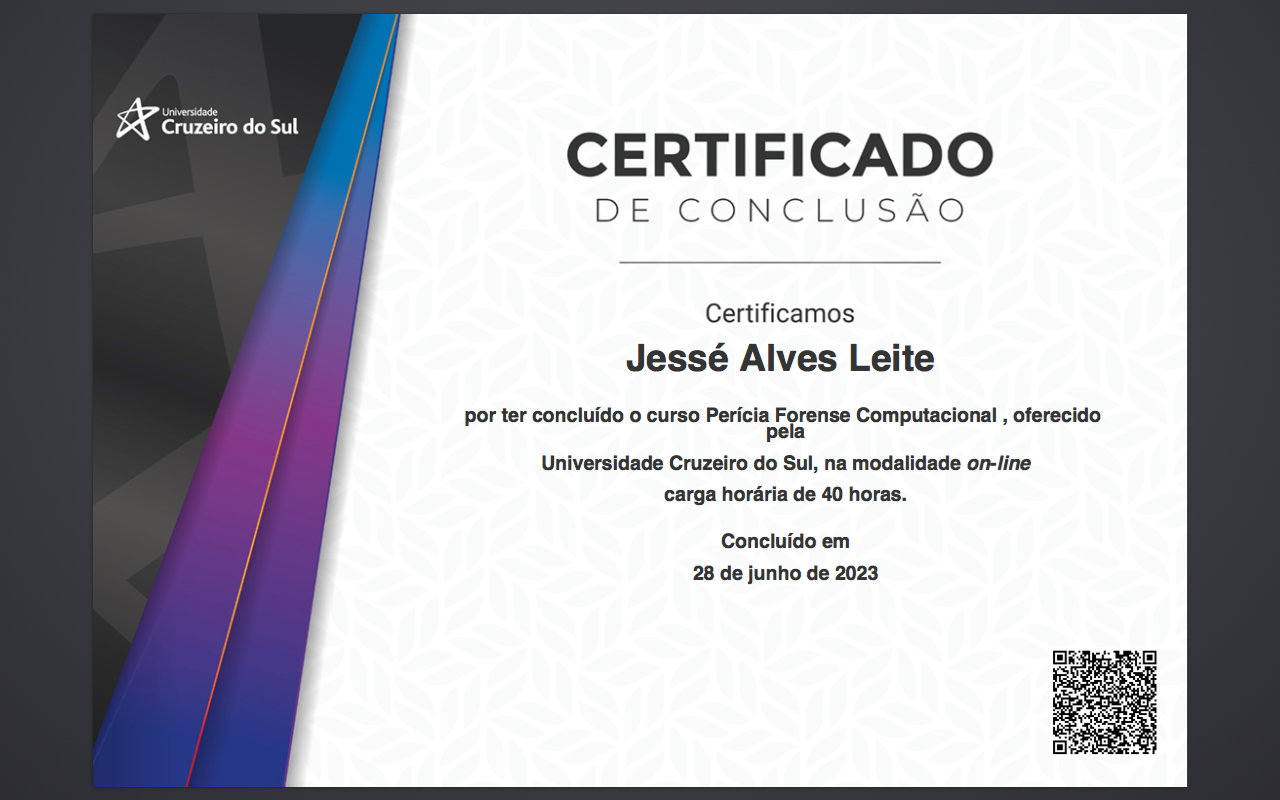 Universidade
Cruzeiro do Sul
CERTIFICADO
DE CONCLUSÃO
Certificamos
Jessé Alves Leite
por ter concluído o curso Perícia Forense Computacional , oferecido
pela
Universidade Cruzeiro do Sul, na modalidade on-line
carga horária de 40 horas.
Concluído em
28 de junho de 2023